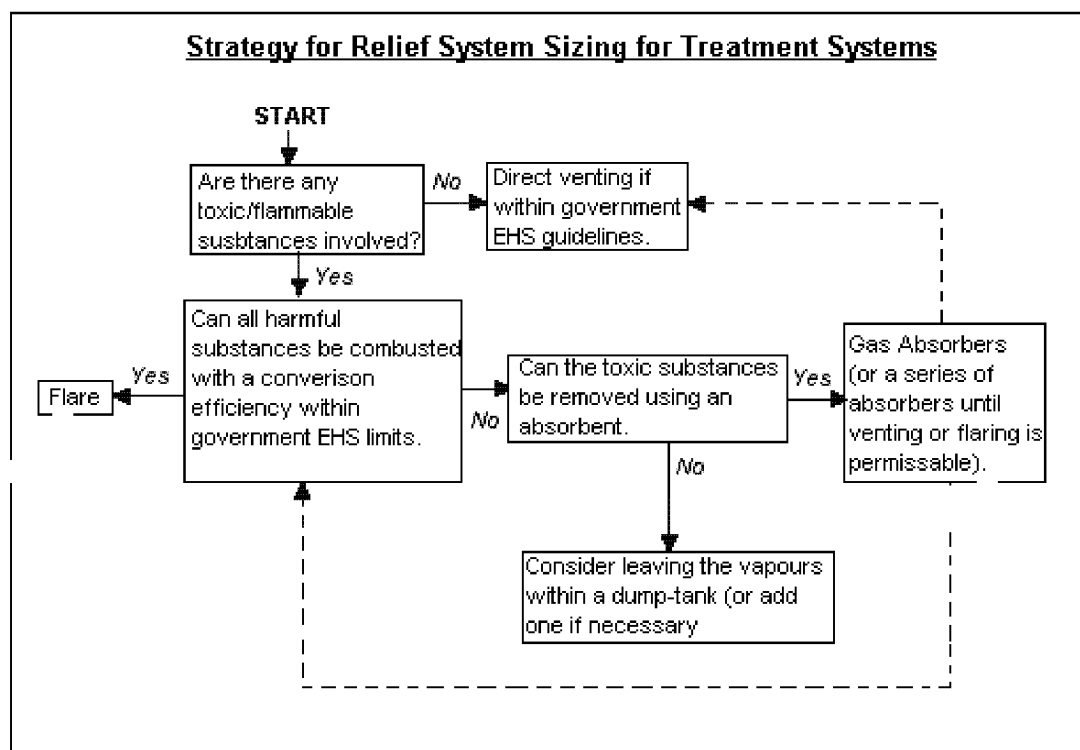 Strategy for Relief System Sizing for Treatment Systems
START
Are there any
toxic/flammable
susbtances involved?
No
Direct venting if
within government
EHS guidelines.
Yes
Can all harmful
substances be combusted
with a converison
efficiency within
government EHS limits.
Yes
Flare
No
Can the toxic substances
be removed using an
absorbent.
Yes
Gas Absorbers
(or a series of
absorbers until
venting or flaring is
permissable).
No
Consider leaving the vapours
within a dump-tank (or add
one if necessary